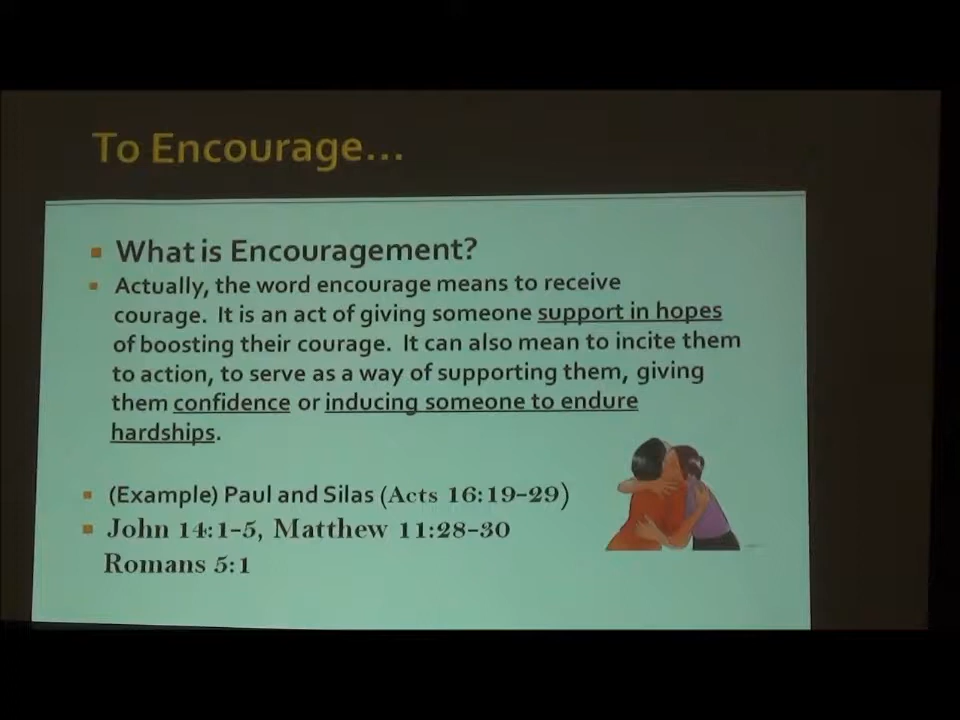 To Encourage...
What is Encouragement?
Actually, the word encourage means to receive
courage. It is an act of giving someone support in hopes
of boosting their courage. It can also mean to incite them
to action, to serve as a way of supporting them, giving
them confidence or inducing someone to endure
hardships.
(Example) Paul and Silas (Acts 16:19-29)
John 14:1-5, Matthew 11:28-30
Romans 5:1